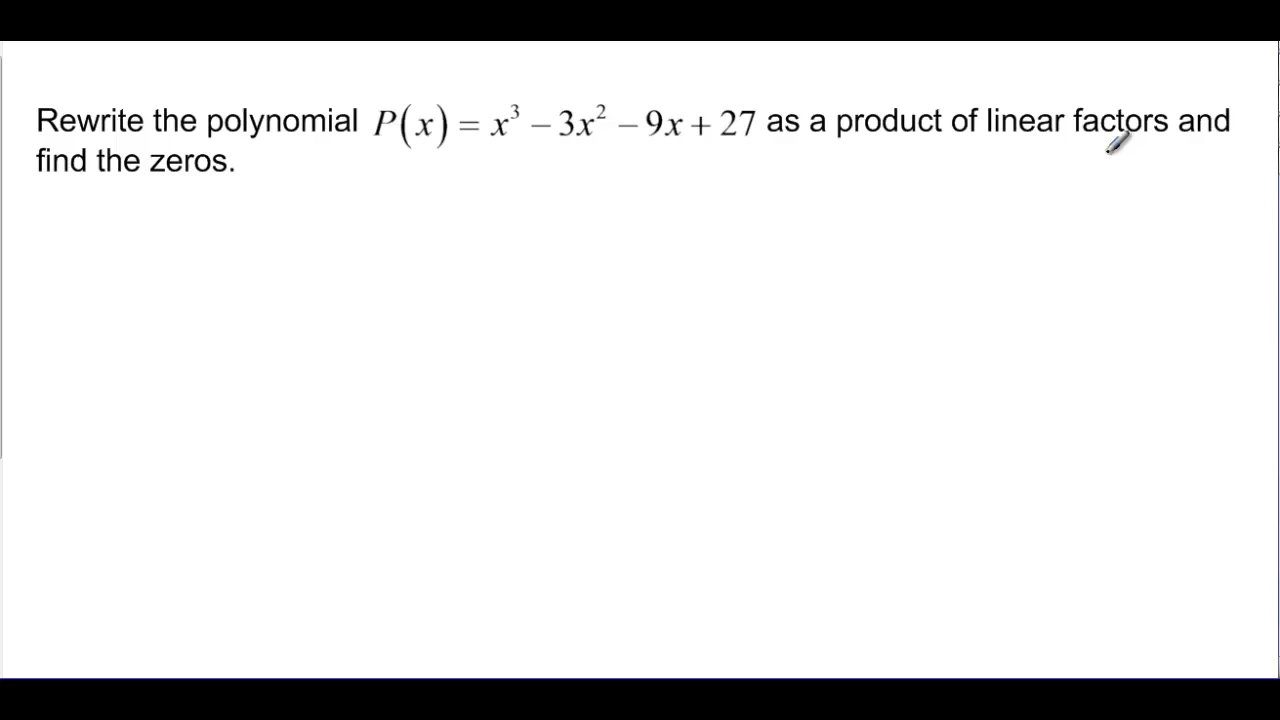 Rewrite the polynomial P(x) = x³ − 3x² − 9x + 27 as a product of linear factors and
find the zeros.